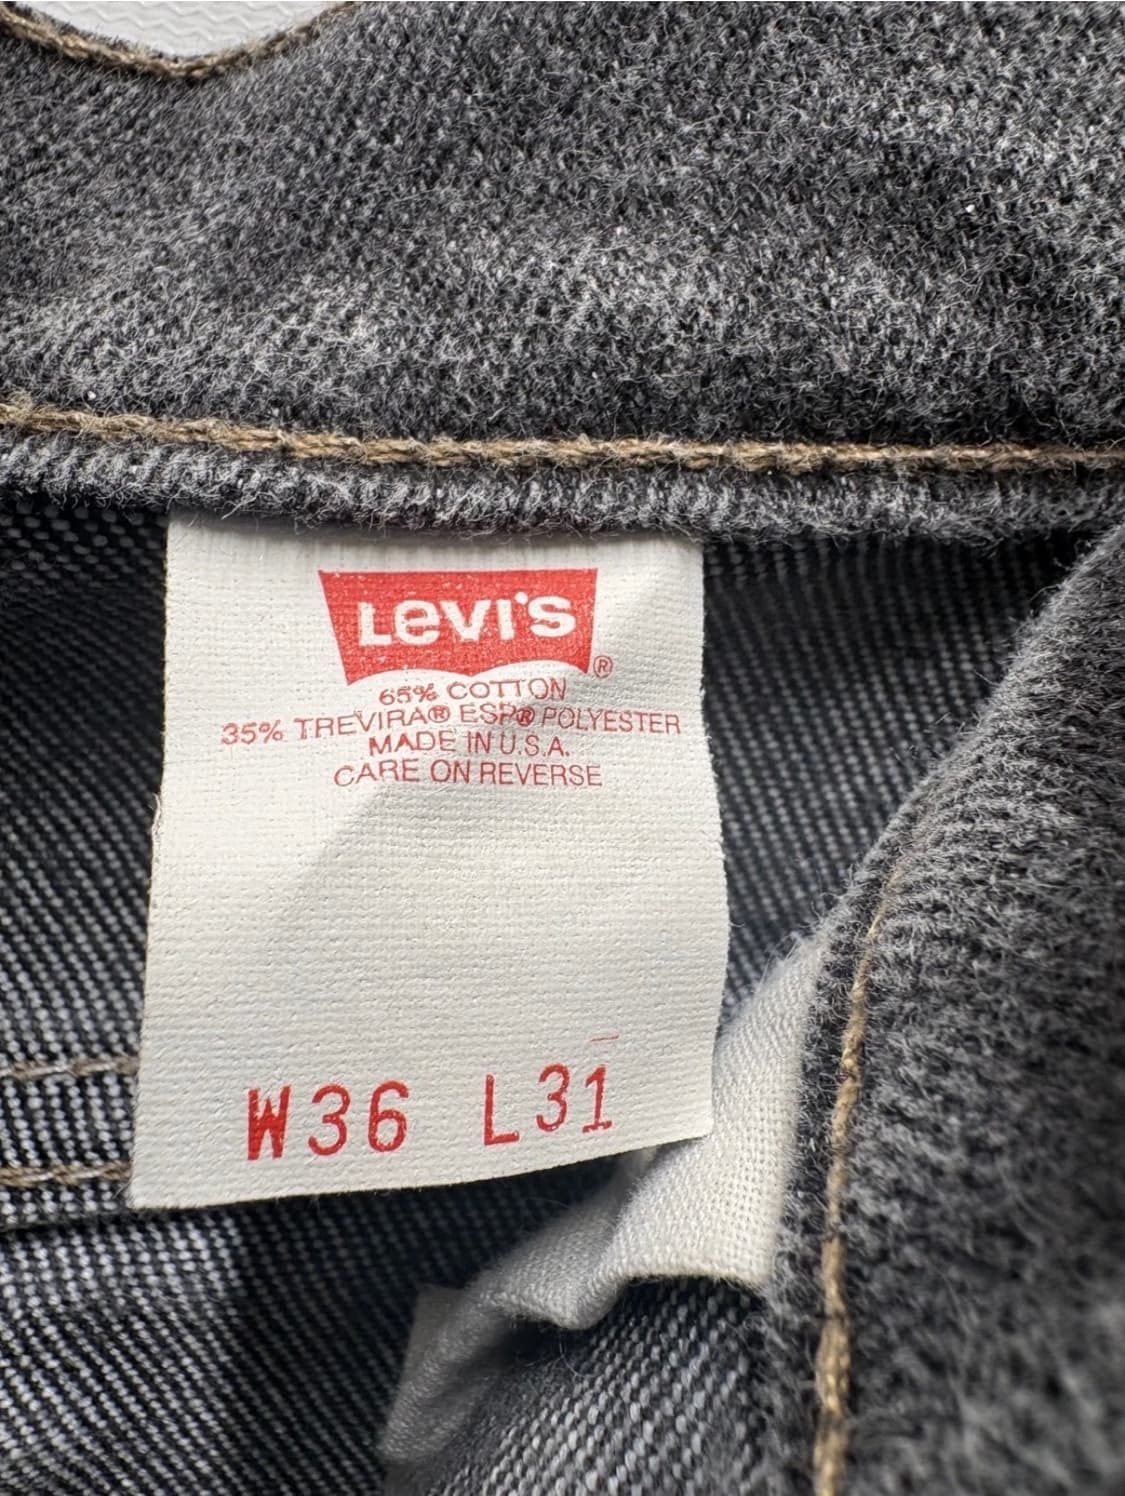 Levi's®
65% COTTON
35% TREVIRA® ESP® POLYESTER
MADE IN U.S.A.
CARE ON REVERSE
W36 L31